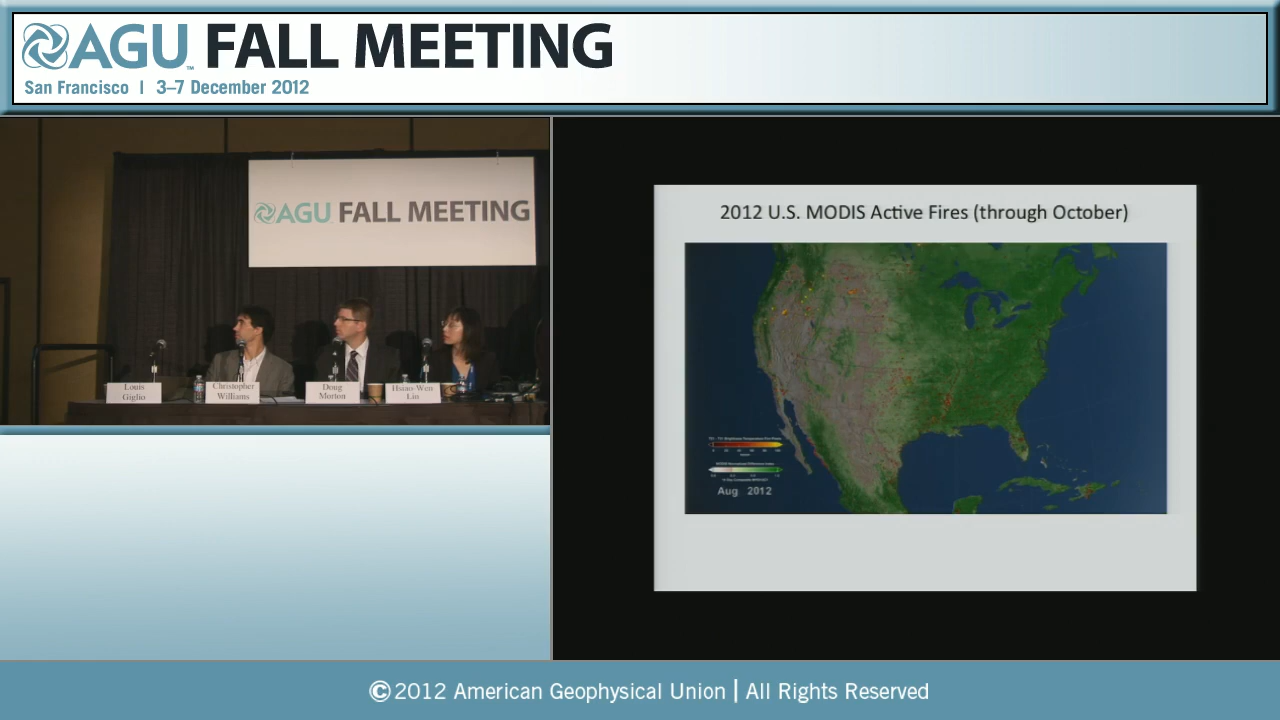 AGU™ FALL MEETING
San Francisco | 3–7 December 2012
AGU FALL MEETING
Louis
Giglio
Christopher
Williams
Doug
Morton
Hsiao-Wen
Lin
2012 U.S. MODIS Active Fires (through October)
Aug 2012
©2012 American Geophysical Union | All Rights Reserved